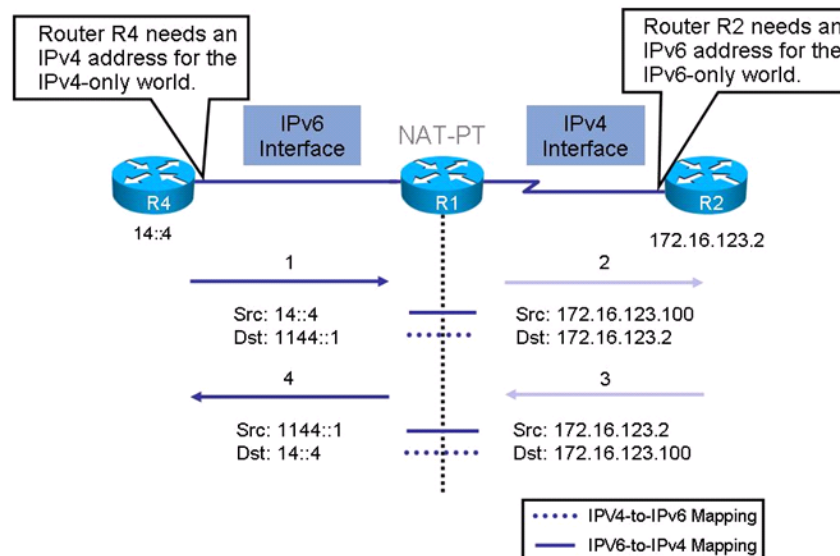 Router R4 needs an
IPv4 address for the
IPv4-only world.
Router R2 needs an
IPv6 address for the
IPv6-only world.
IPv6
Interface
NAT-PT
IPv4
Interface
R4
R1
R2
14::4
172.16.123.2
1
2
Src: 14::4
Dst: 1144::1
Src: 172.16.123.100
Dst: 172.16.123.2
4
3
Src: 1144::1
Dst: 14::4
Src: 172.16.123.2
Dst: 172.16.123.100
IPV4-to-IPv6 Mapping
IPV6-to-IPv4 Mapping